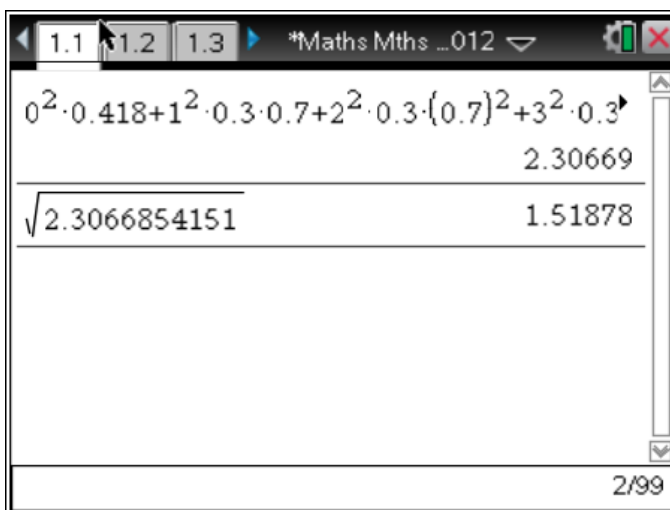 1.1 1.2 1.3 *Maths Mths ...012
0²·0.418+1²·0.3·0.7+2²·0.3·(0.7)²+3²·0.3
2.30669
√2.3066854151 1.51878
2/99